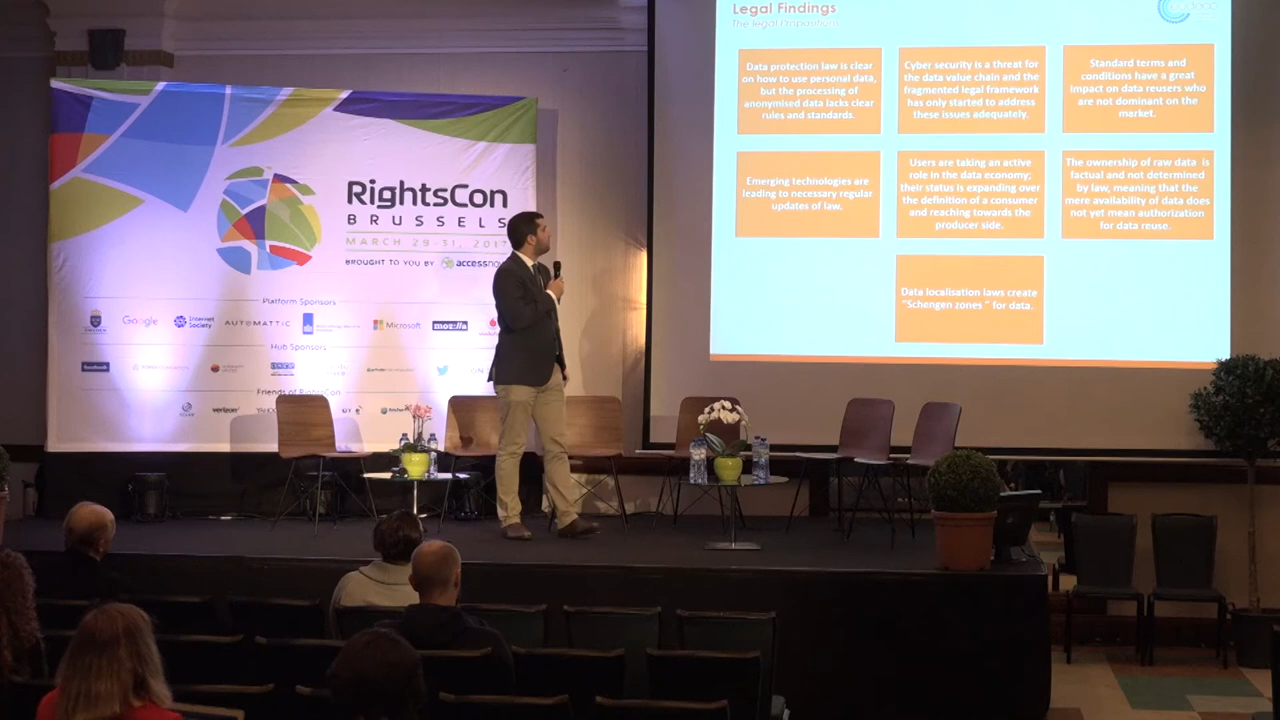 Legal Findings
The legal Propositions
Data protection law is clear
on how to use personal data,
but the processing of
anonymised data lacks clear
rules and standards.
Cyber security is a threat for
the data value chain and the
fragmented legal framework
has only started to address
these issues adequately.
Standard terms and
conditions have a great
impact on data reusers who
are not dominant on the
market.
Emerging technologies are
leading to necessary regular
updates of law.
Users are taking an active
role in the data economy;
their status is expanding over
the definition of a consumer
and reaching towards the
producer side.
The ownership of raw data is
factual and not determined
by law, meaning that the
mere availability of data does
not yet mean authorization
for data reuse.
Data localisation laws create
"Schengen zones " for data.
RightsCon
BRUSSELS
MARCH 29-31, 2017
BROUGHT TO YOU BY accessnow
Platform Sponsors
Google
Internet
Society
AUTOMATTIC
Microsoft
moz://a
Hub Sponsors
facebook
Friends of RightsCon
verizon
YAHOO